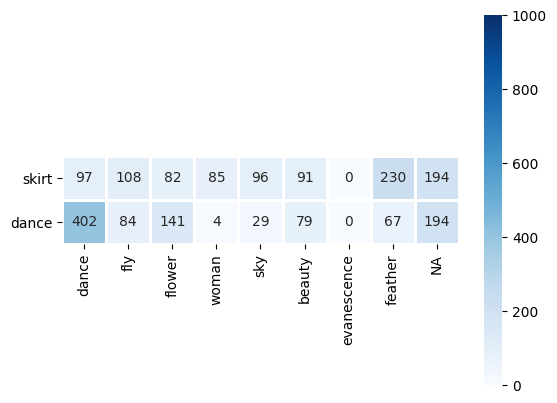 1000
800
600
400
200
0
skirt 97 108 82 85 96 91 0 230 194
dance 402 84 141 4 29 79 0 67 194
dance fly flower woman sky beauty evanescence feather NA